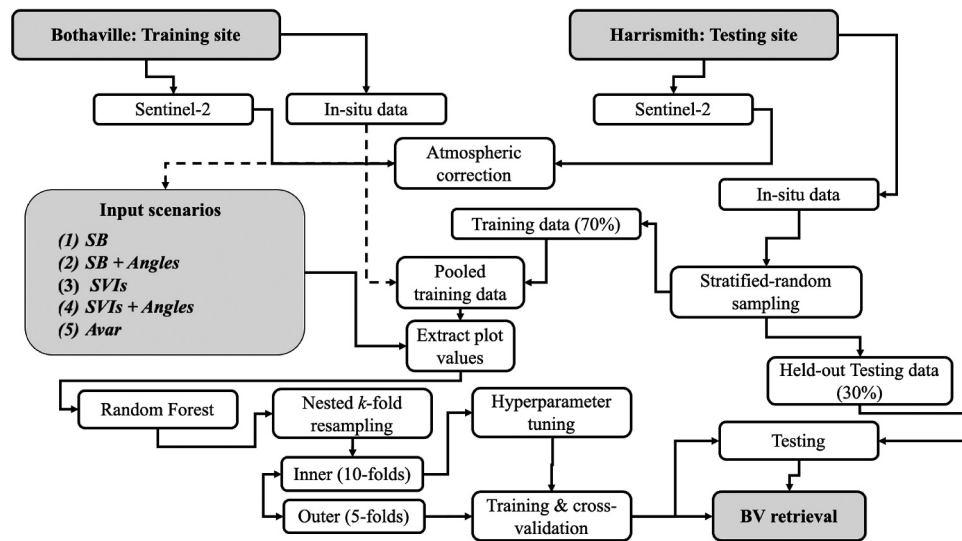 Bothaville: Training site
Harrismith: Testing site
Sentinel-2
In-situ data
Sentinel-2
Atmospheric
correction
In-situ data
Input scenarios
(1) SB
(2) SB + Angles
(3) SVIs
(4) SVIs + Angles
(5) Avar
Training data (70%)
Pooled
training data
Stratified-random
sampling
Extract plot
values
Held-out Testing data
(30%)
Random Forest
Nested k-fold
resampling
Hyperparameter
tuning
Testing
Inner (10-folds)
Outer (5-folds)
Training & cross-
validation
BV retrieval